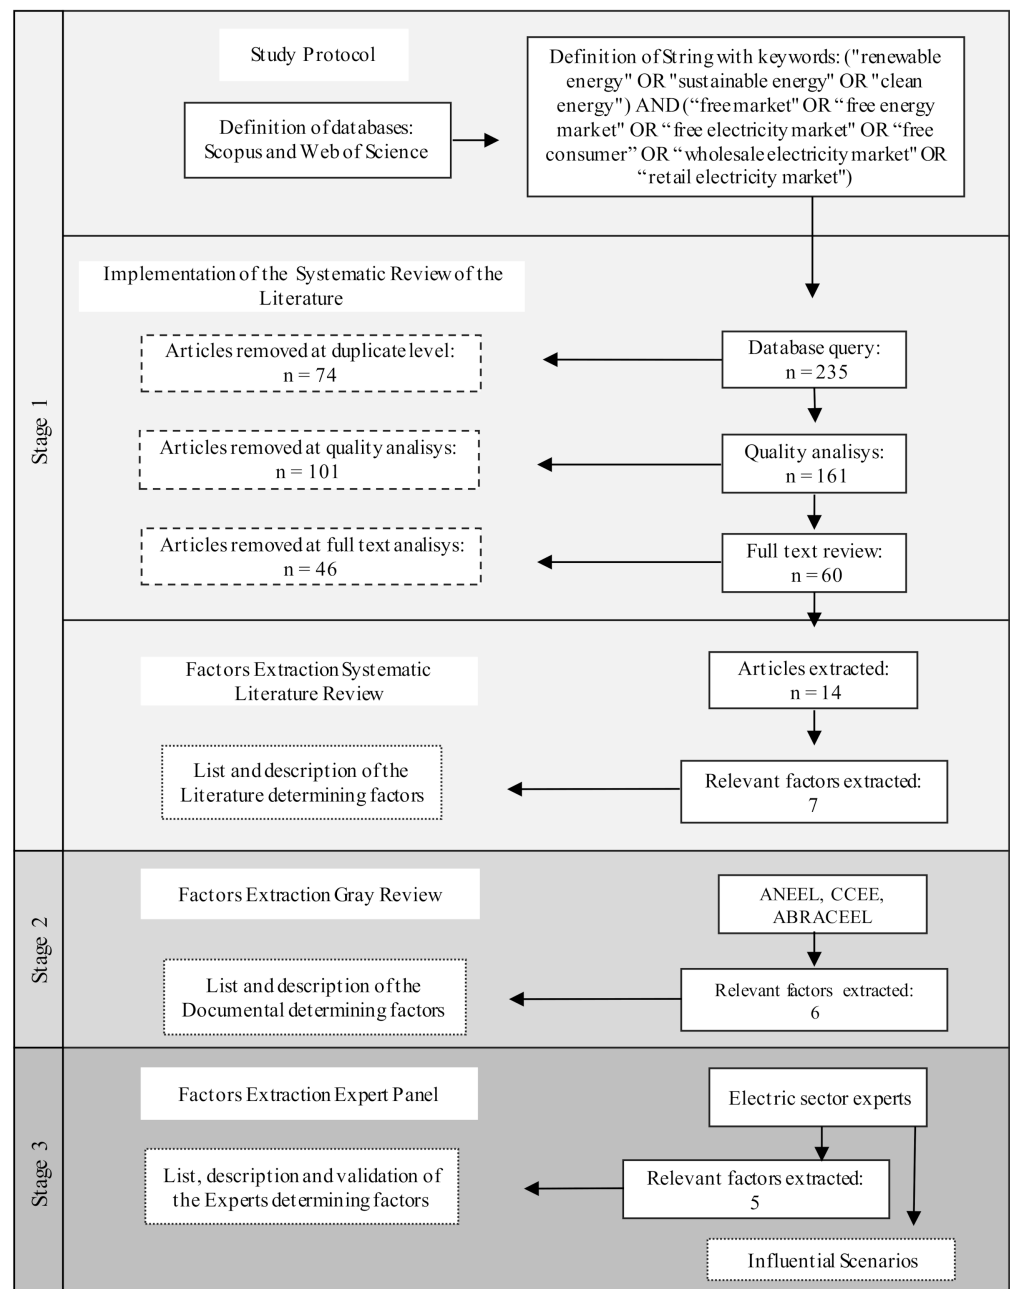 Stage 1
Study Protocol
Definition of databases:
Scopus and Web of Science
Definition of String with keywords: ("renewable
energy" OR "sustainable energy" OR "clean
energy") AND (“free market" OR “free energy
market" OR “free electricity market" OR “free
consumer” OR “wholesale electricity market" OR
“retail electricity market")
Implementation of the Systematic Review of the
Literature
Articles removed at duplicate level:
n = 74
Database query:
n = 235
Articles removed at quality analisys:
n = 101
Quality analisys:
n = 161
Articles removed at full text analisys:
n = 46
Full text review:
n = 60
Factors Extraction Systematic
Literature Review
Articles extracted:
n = 14
List and description of the
Literature determining factors
Relevant factors extracted:
7
Stage 2
Factors Extraction Gray Review
ANEEL, CCEE,
ABRACEEL
List and description of the
Documental determining factors
Relevant factors extracted:
6
Stage 3
Factors Extraction Expert Panel
Electric sector experts
List, description and validation of
the Experts determining factors
Relevant factors extracted:
5
Influential Scenarios